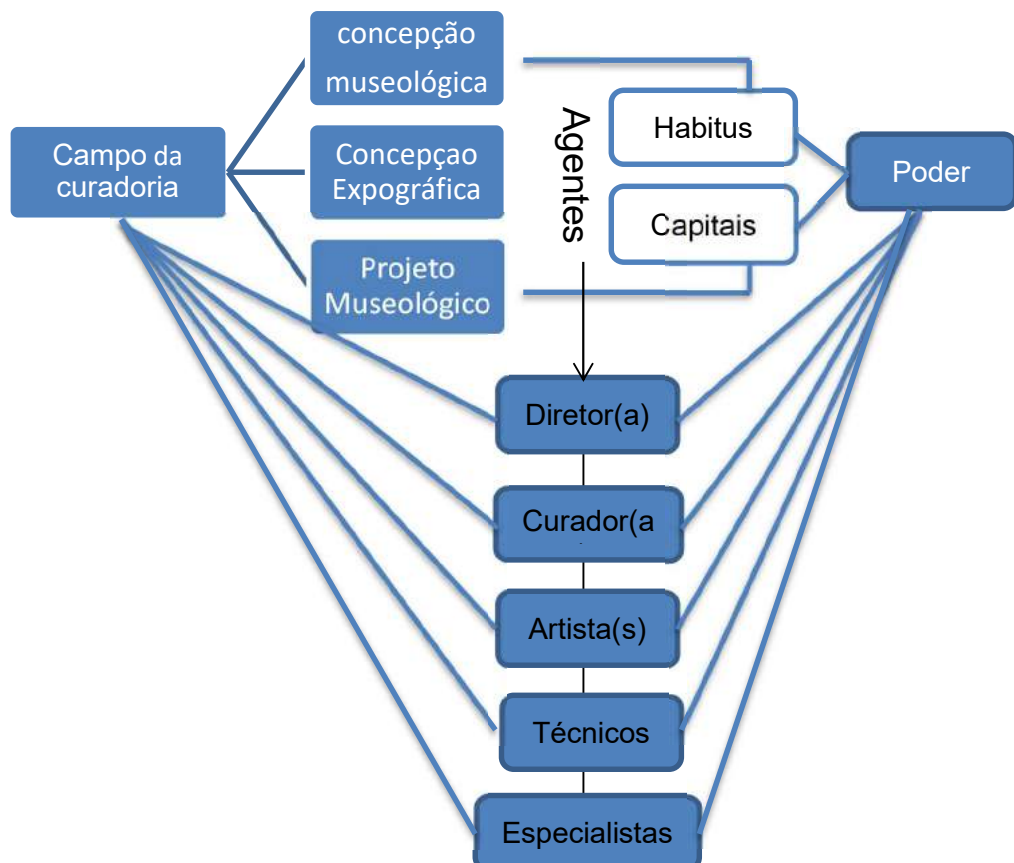 concepção
museológica
Campo da
curadoria
Concepçao
Expográfica
Projeto
Museológico
Agentes
Habitus
Capitais
Poder
Diretor(a)
Curador(a
Artista(s)
Técnicos
Especialistas